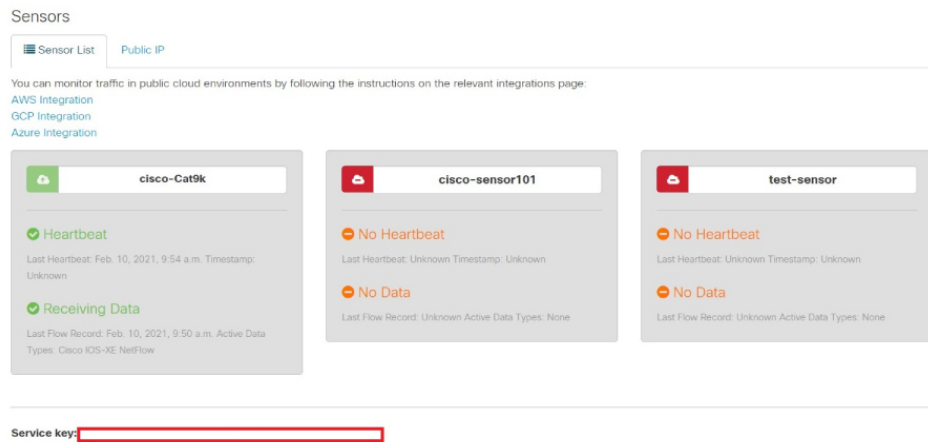 Sensors
Sensor List
Public IP
You can monitor traffic in public cloud environments by following the instructions on the relevant integrations page:
AWS Integration
GCP Integration
Azure Integration
cisco-Cat9k
Heartbeat
Last Heartbeat: Feb. 10, 2021, 9:54 a.m. Timestamp:
Unknown
Receiving Data
Last Flow Record: Feb. 10, 2021, 9:50 a.m. Active Data
Types: Cisco IOS-XE NetFlow
cisco-sensor101
No Heartbeat
Last Heartbeat: Unknown Timestamp: Unknown
No Data
Last Flow Record: Unknown Active Data Types: None
test-sensor
No Heartbeat
Last Heartbeat: Unknown Timestamp: Unknown
No Data
Last Flow Record: Unknown Active Data Types: None
Service key: